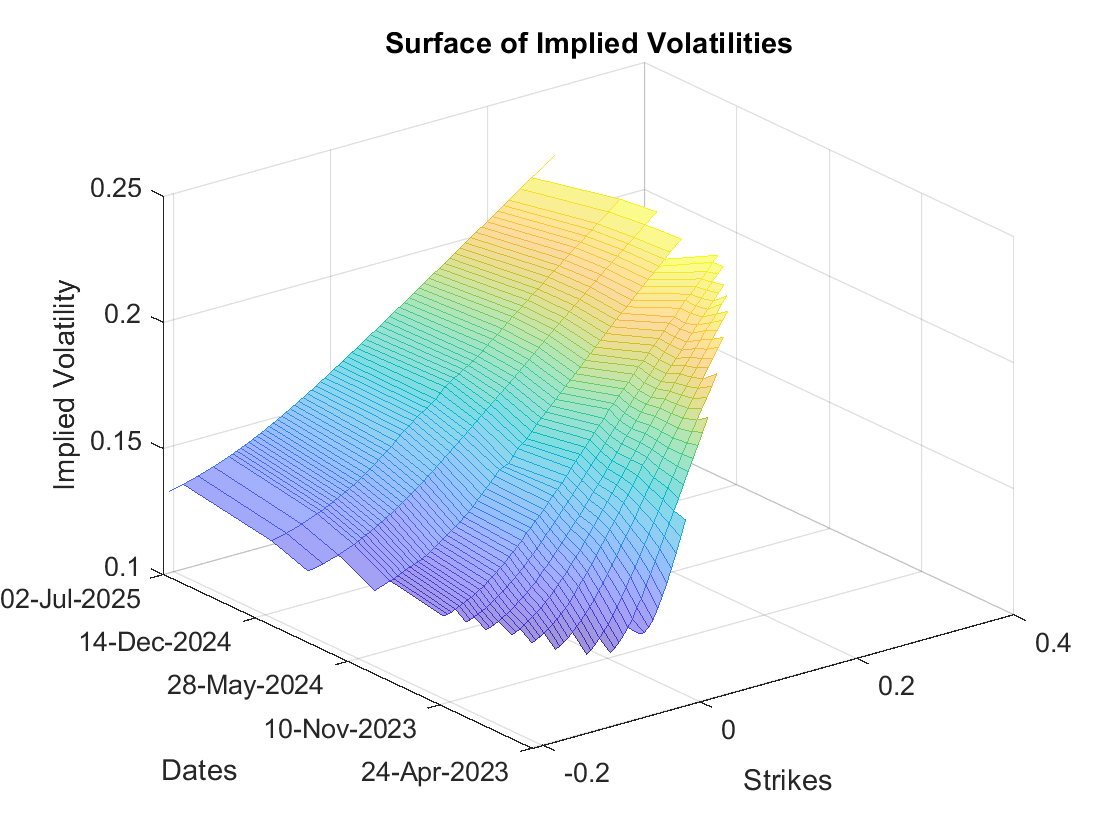 Surface of Implied Volatilities
0.25
0.2
0.15
0.1
Implied Volatility
02-Jul-2025
14-Dec-2024
28-May-2024
10-Nov-2023
24-Apr-2023
Dates
-0.2
0
0.2
0.4
Strikes